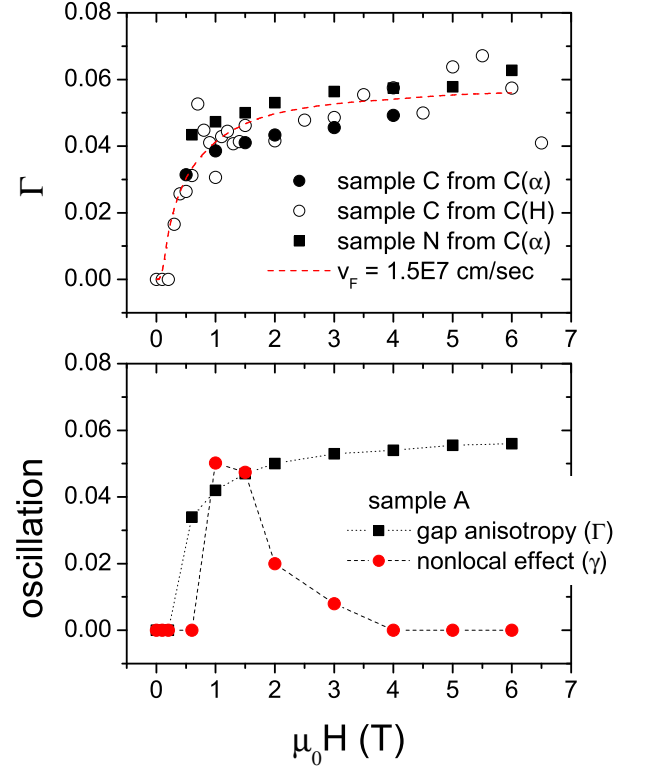 0.08
0.06
0.04
0.02
0.00
Γ
sample C from C(α)
sample C from C(H)
sample N from C(α)
v_F = 1.5E7 cm/sec
0 1 2 3 4 5 6 7
0.08
0.06
0.04
0.02
0.00
oscillation
sample A
gap anisotropy (Γ)
nonlocal effect (γ)
0 1 2 3 4 5 6 7
μ₀H (T)